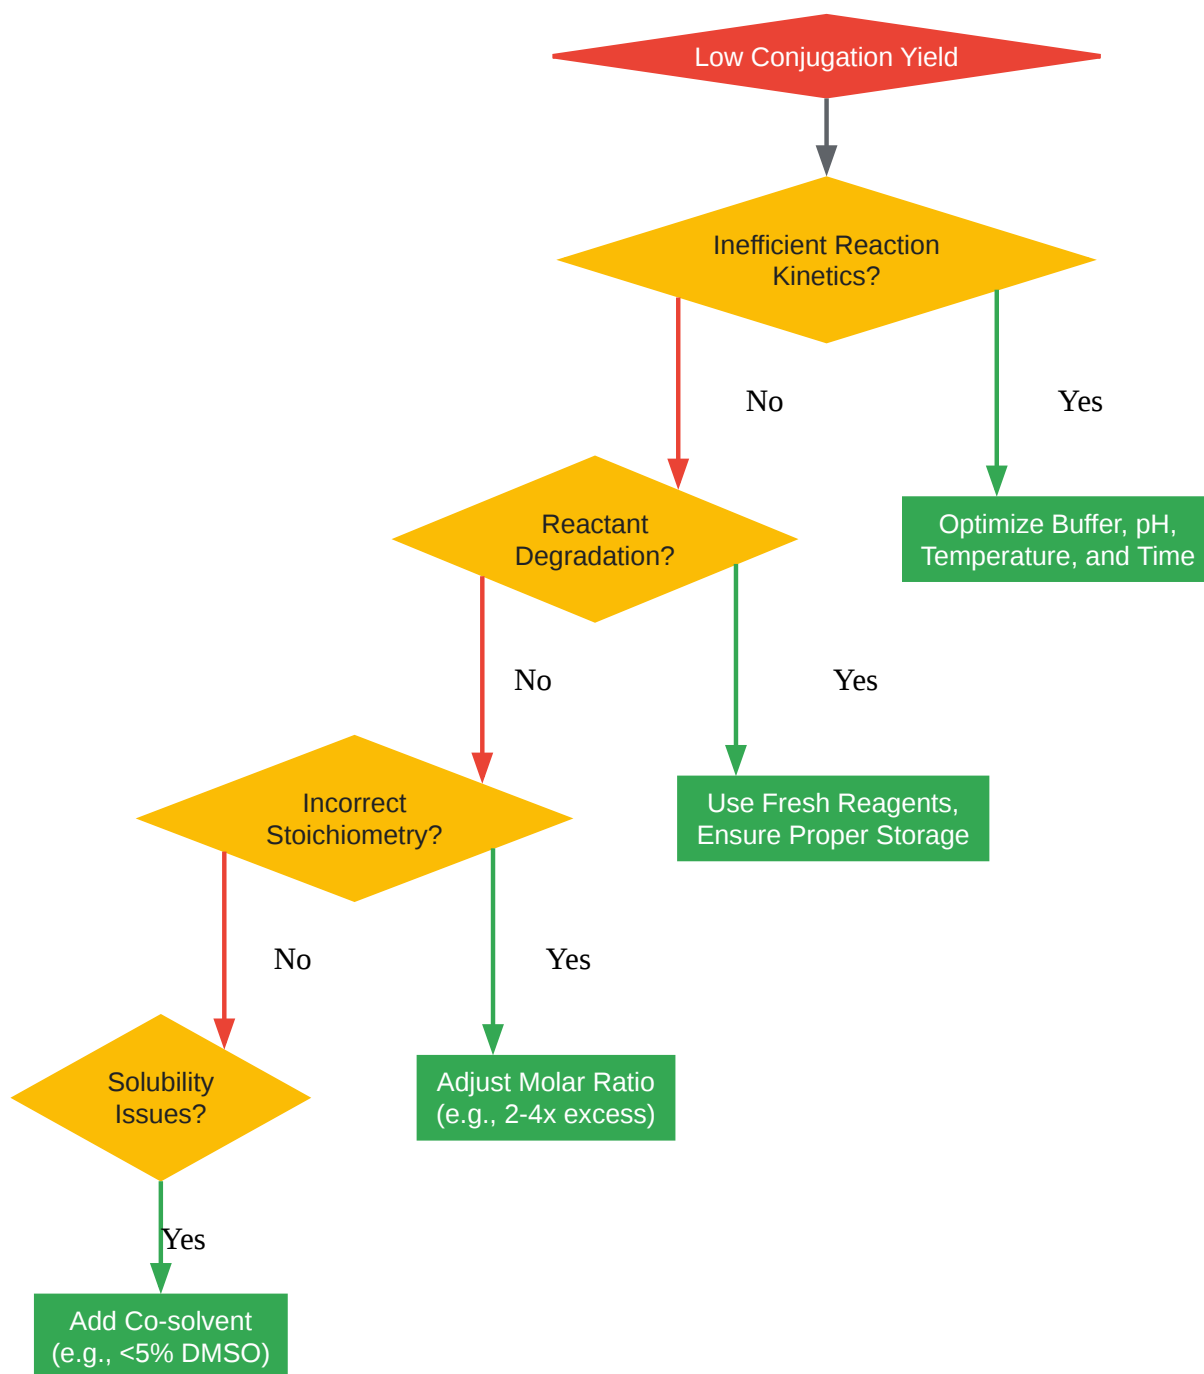 Low Conjugation Yield
Inefficient Reaction
Kinetics?
No
Yes
Reactant
Degradation?
Optimize Buffer, pH,
Temperature, and Time
No
Yes
Incorrect
Stoichiometry?
Use Fresh Reagents,
Ensure Proper Storage
No
Yes
Solubility
Issues?
Adjust Molar Ratio
(e.g., 2-4x excess)
Yes
Add Co-solvent
(e.g., <5% DMSO)